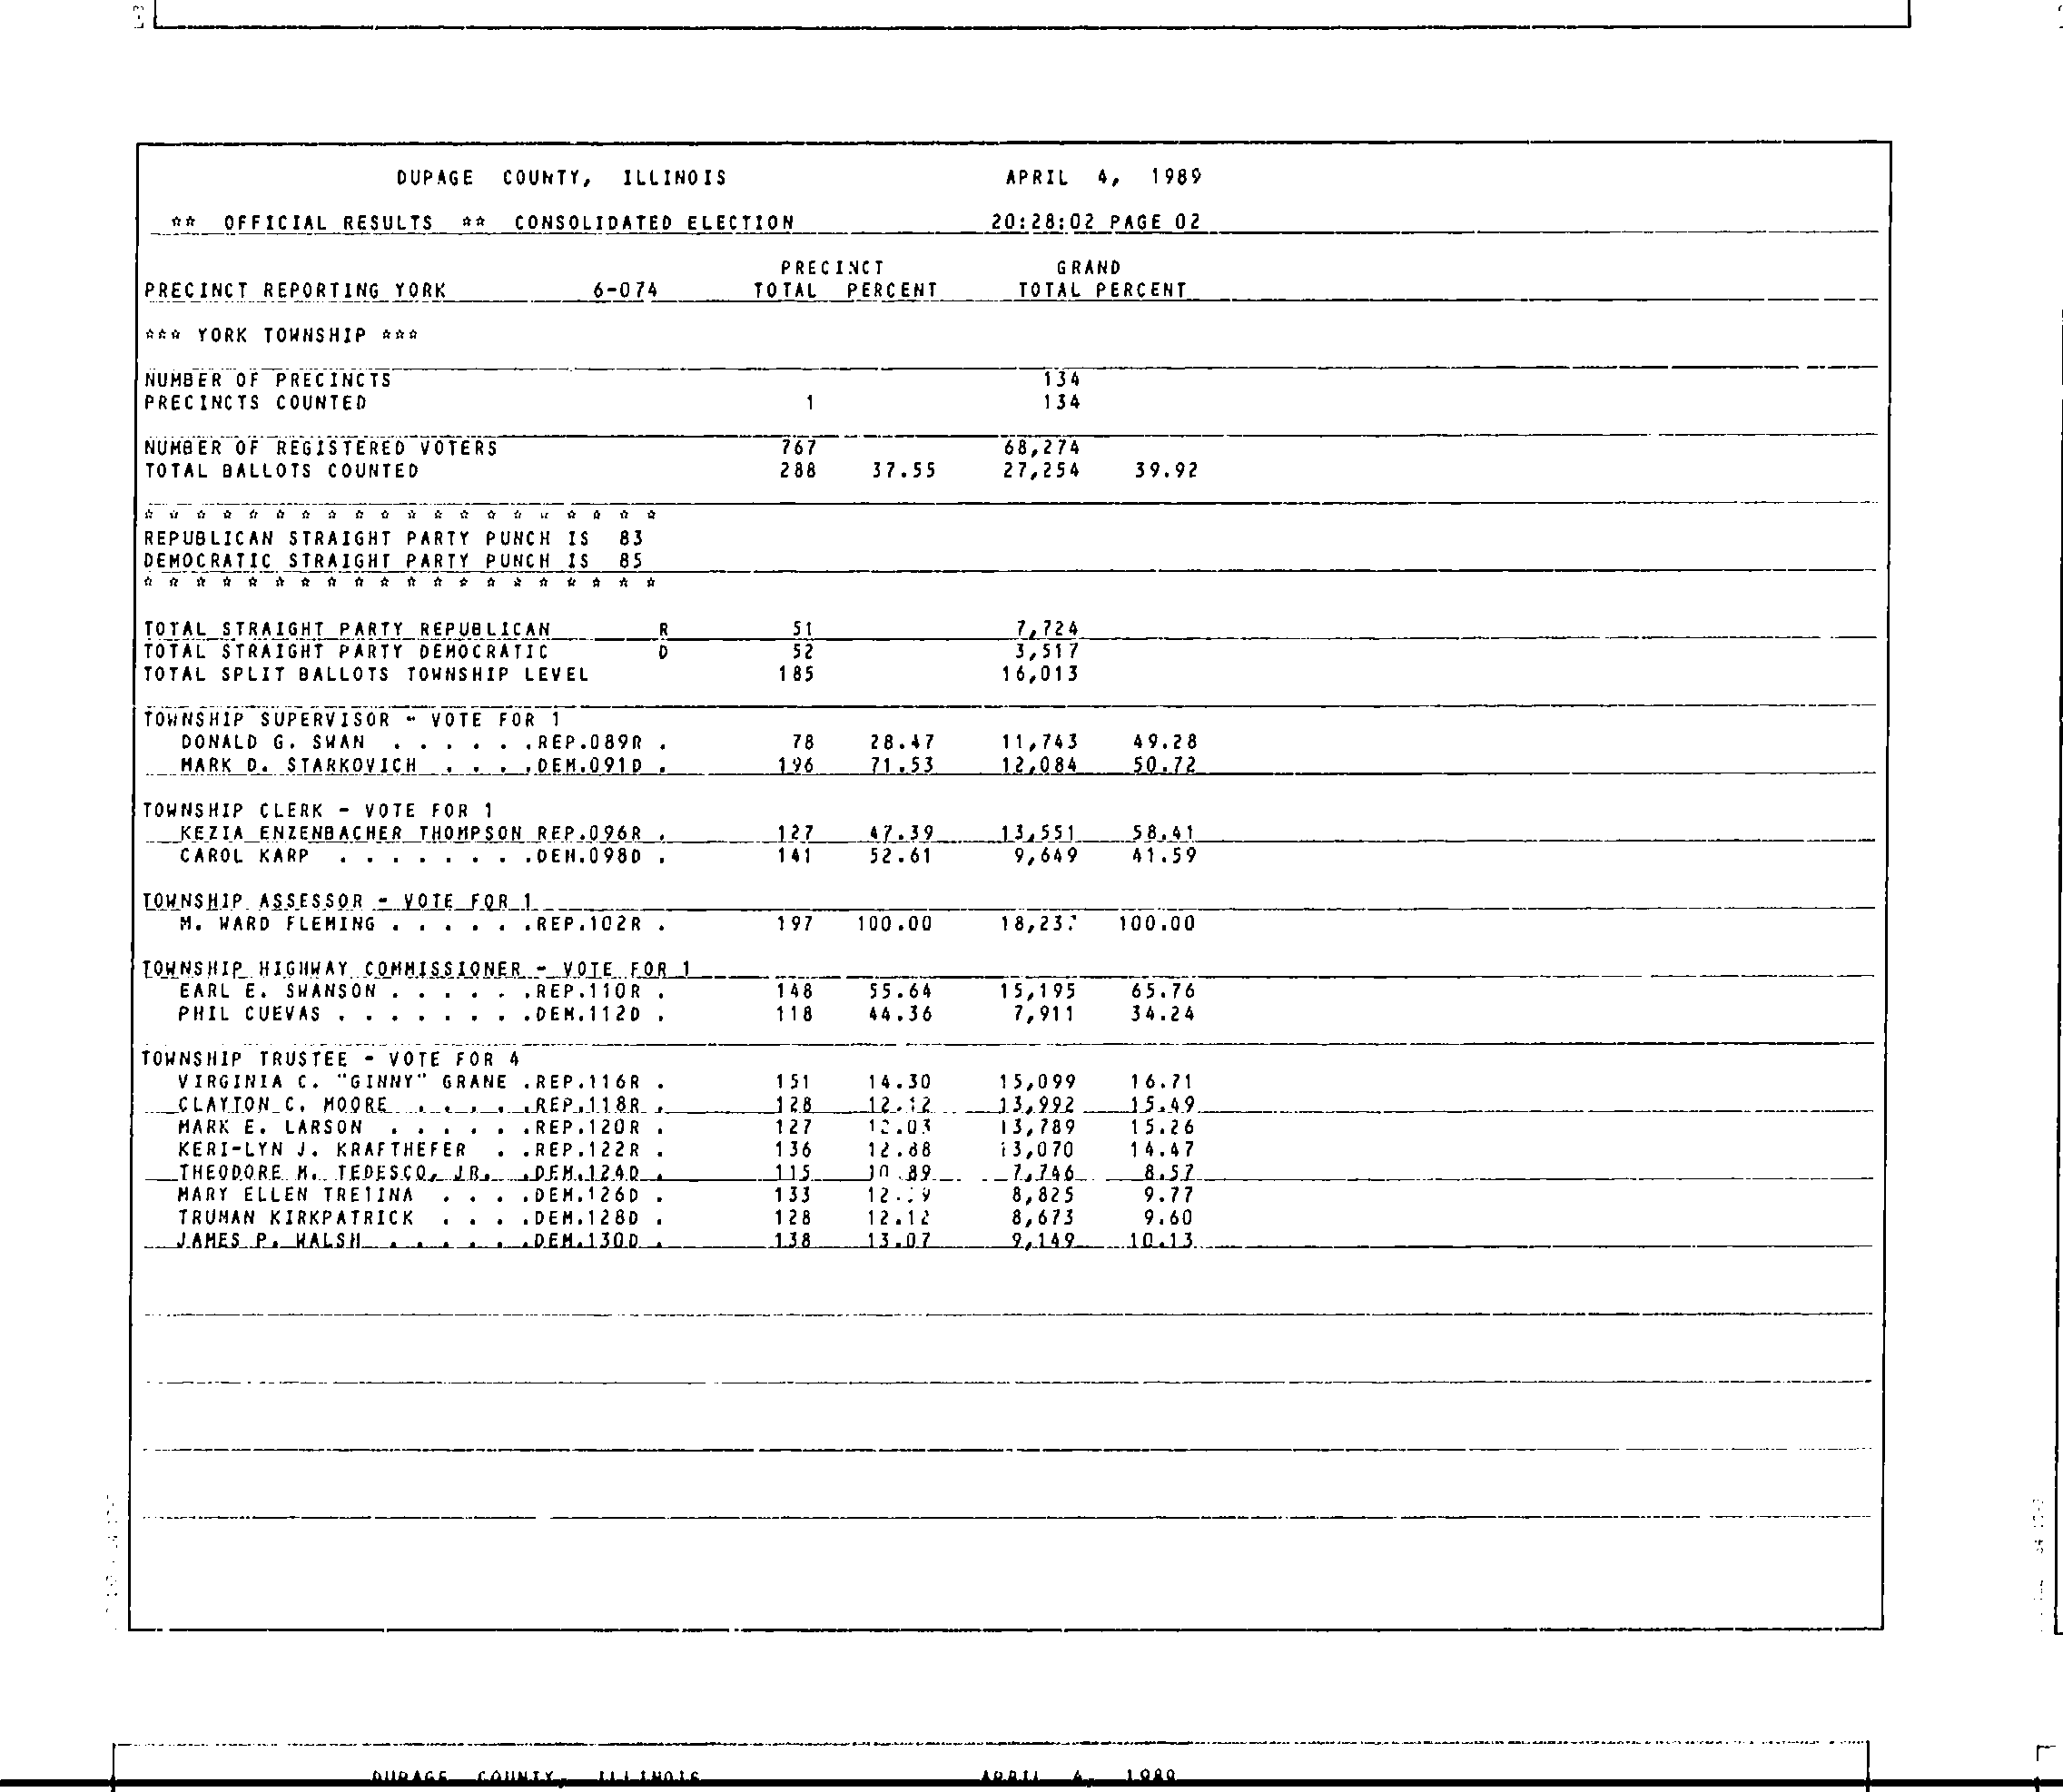 DUPAGE COUNTY, ILLINOIS APRIL 4, 1989
** OFFICIAL RESULTS ** CONSOLIDATED ELECTION 20:28:02 PAGE 02
PRECINCT GRAND
PRECINCT REPORTING YORK 6-074 TOTAL PERCENT TOTAL PERCENT
*** YORK TOWNSHIP ***
NUMBER OF PRECINCTS 134
PRECINCTS COUNTED 1 134
NUMBER OF REGISTERED VOTERS 767 68,274
TOTAL BALLOTS COUNTED 288 37.55 27,254 39.92
* * * * * * * * * * * * * * * * * * * *
REPUBLICAN STRAIGHT PARTY PUNCH IS 83
DEMOCRATIC STRAIGHT PARTY PUNCH IS 85
* * * * * * * * * * * * * * * * * * * *
TOTAL STRAIGHT PARTY REPUBLICAN R 51 7,724
TOTAL STRAIGHT PARTY DEMOCRATIC D 52 3,517
TOTAL SPLIT BALLOTS TOWNSHIP LEVEL 185 16,013
TOWNSHIP SUPERVISOR - VOTE FOR 1
DONALD G. SWAN . . . . . .REP.089R . 78 28.47 11,743 49.28
MARK D. STARKOVICH . . . .DEM.091D . 196 71.53 12,084 50.72
TOWNSHIP CLERK - VOTE FOR 1
KEZIA ENZENBACHER THOMPSON REP.096R . 127 47.39 13,551 58.41
CAROL KARP . . . . . . . .DEM.098D . 141 52.61 9,649 41.59
TOWNSHIP ASSESSOR - VOTE FOR 1
M. WARD FLEMING . . . . . .REP.102R . 197 100.00 100.00
TOWNSHIP HIGHWAY COMMISSIONER - VOTE FOR 1
EARL E. SWANSON . . . . . .REP.110R . 148 55.64 15,195 65.76
PHIL CUEVAS . . . . . . . .DEM.112D . 118 44.36 7,911 34.24
TOWNSHIP TRUSTEE - VOTE FOR 4
VIRGINIA C. "GINNY" GRANE .REP.116R . 151 14.30 15,099 16.71
CLAYTON C. MOORE . . . . .REP.118R . 128 12.12 13,992 15.49
MARK E. LARSON . . . . . .REP.120R . 127 12.03 13,789 15.26
KERI-LYN J. KRAFTHEFER . .REP.122R . 136 12.88 13,070 14.47
THEODORE M. TEDESCO, JR. .DEM.124D . 115 10.89 7,746 8.57
MARY ELLEN TRETINA . . . .DEM.126D . 133 8,825 9.77
TRUMAN KIRKPATRICK . . . .DEM.128D . 128 12.12 8,673 9.60
JAMES P. WALSH . . . . . .DEM.130D . 138 13.07 9,149 10.13
DUPAGE COUNTY, ILLINOIS APRIL 4, 1989